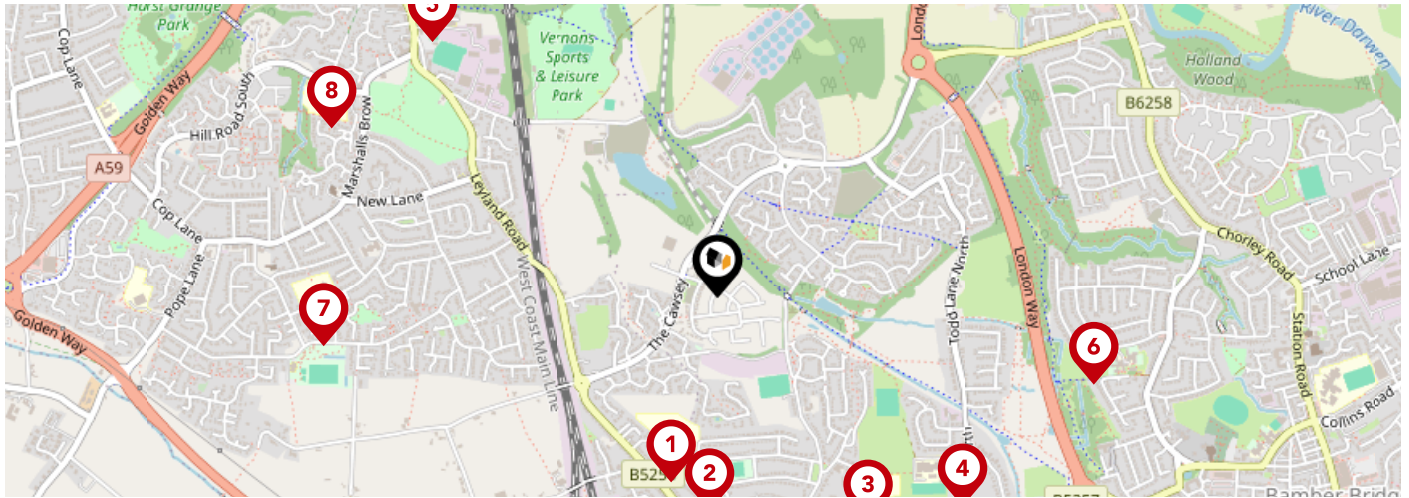 Hurst Grange
Park
Cop Lane
Golden Way
A59
Hill Road South
8
Marshalls Brow
New Lane
Cop Lane
Pope Lane
7
Golden Way
5
Leyland Road
West Coast Main Line
Vernons
Sports
& Leisure
Park
The Cawsey
1
B525
2
3
4
Todd Lane North
London Way
6
B6258
Holland
Wood
River Darwen
Chorley Road
School Lane
Station Road
Collins Road
Bamber Bridg